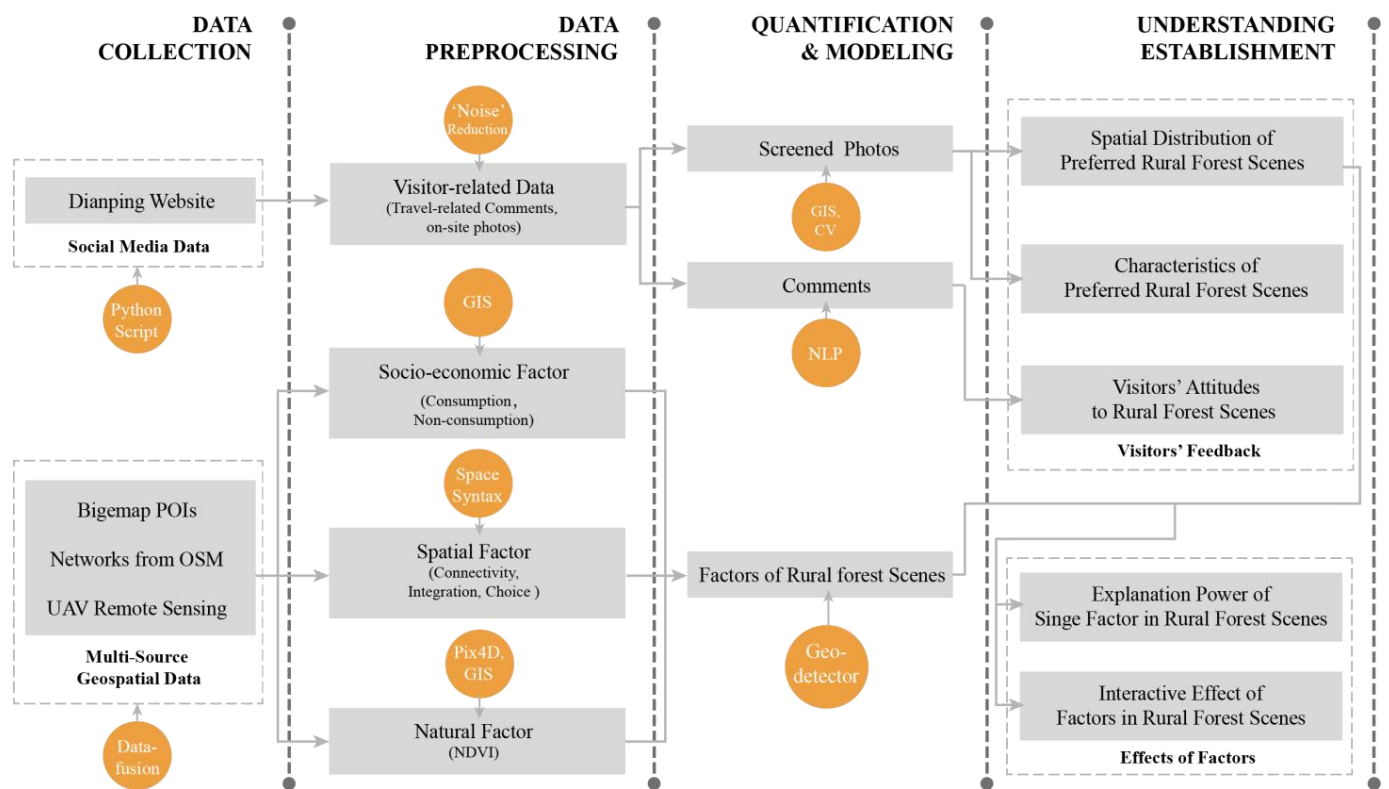 DATA
COLLECTION
DATA
PREPROCESSING
QUANTIFICATION
& MODELING
UNDERSTANDING
ESTABLISHMENT
Dianping Website
Social Media Data
Python
Script
Bigemap POIs
Networks from OSM
UAV Remote Sensing
Multi-Source
Geospatial Data
Data-
fusion
‘Noise’
Reduction
Visitor-related Data
(Travel-related Comments,
on-site photos)
GIS
Socio-economic Factor
(Consumption,
Non-consumption)
Space
Syntax
Spatial Factor
(Connectivity,
Integration, Choice )
Pix4D,
GIS
Natural Factor
(NDVI)
Screened Photos
GIS,
CV
Comments
NLP
Factors of Rural forest Scenes
Geo-
detector
Spatial Distribution of
Preferred Rural Forest Scenes
Characteristics of
Preferred Rural Forest Scenes
Visitors’ Attitudes
to Rural Forest Scenes
Visitors’ Feedback
Explanation Power of
Singe Factor in Rural Forest Scenes
Interactive Effect of
Factors in Rural Forest Scenes
Effects of Factors